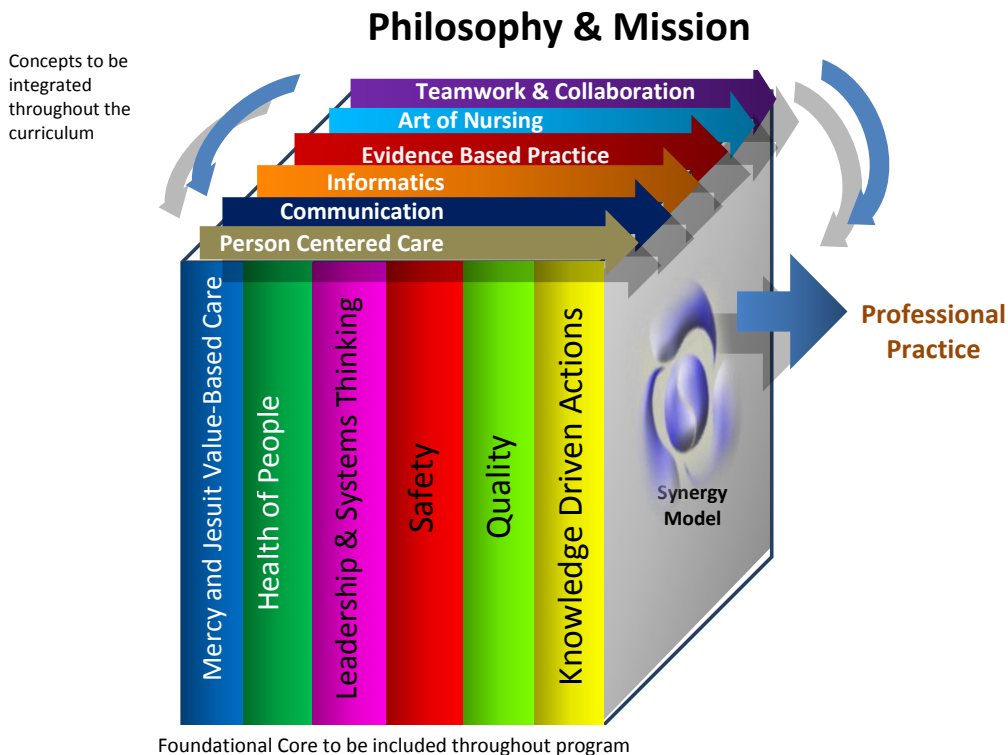 Philosophy & Mission
Concepts to be
integrated
throughout the
curriculum
Teamwork & Collaboration
Art of Nursing
Evidence Based Practice
Informatics
Communication
Person Centered Care
Mercy and Jesuit Value-Based Care
Health of People
Leadership & Systems Thinking
Safety
Quality
Knowledge Driven Actions
Synergy
Model
Professional
Practice
Foundational Core to be included throughout program